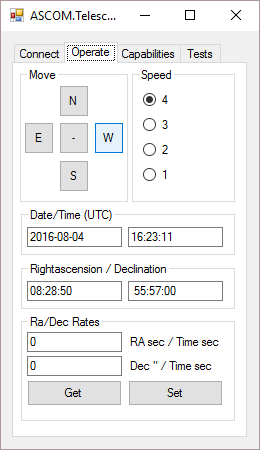 ASCOM.Telesc...
Connect Operate Capabilities Tests
Move
N
E - W
S
Speed
4
3
2
1
Date/Time (UTC)
2016-08-04 16:23:11
Rightascension / Declination
08:28:50 55:57:00
Ra/Dec Rates
0 RA sec / Time sec
0 Dec " / Time sec
Get Set